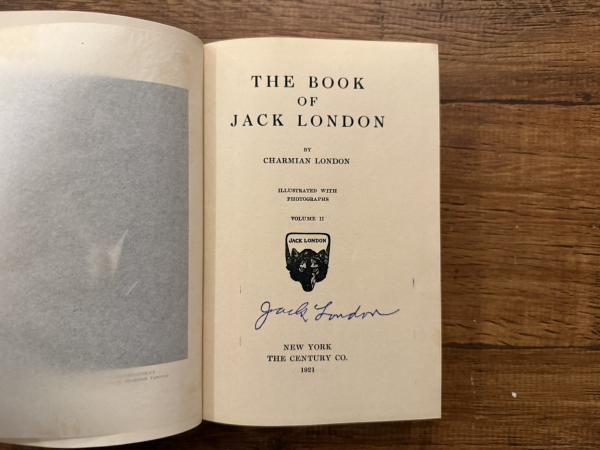 THE BOOK
OF
JACK LONDON
BY
CHARMIAN LONDON
ILLUSTRATED WITH
PHOTOGRAPHS
VOLUME II
JACK LONDON
Jack London
NEW YORK
THE CENTURY CO.
1921